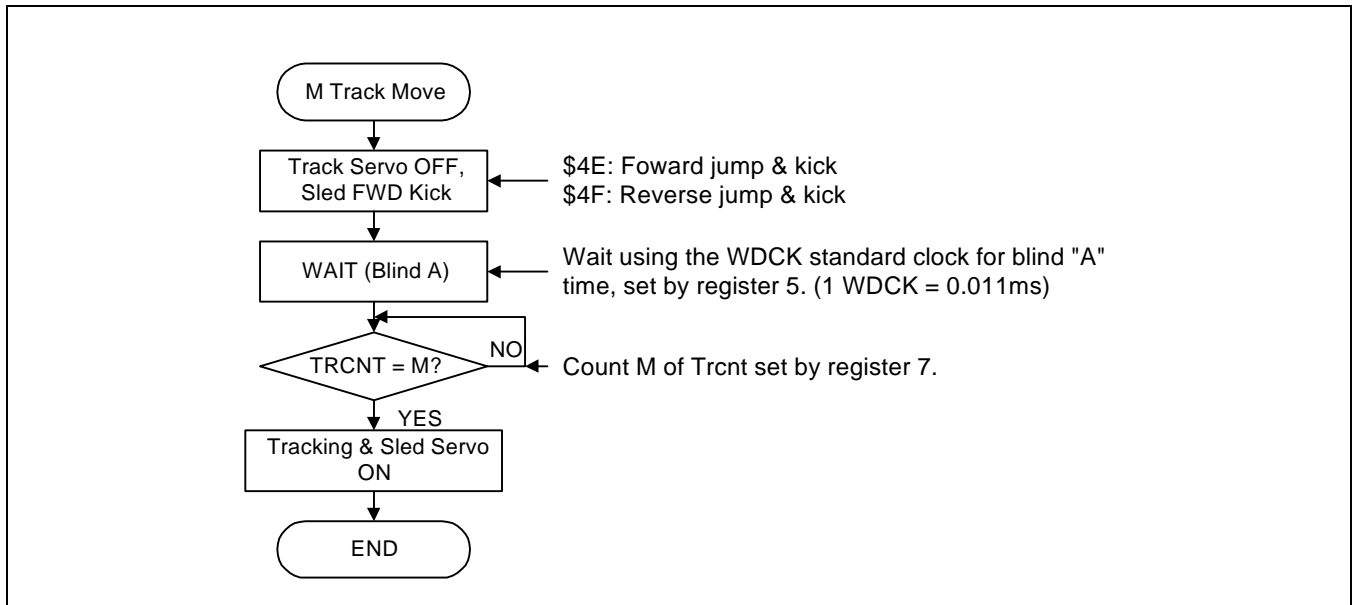 M Track Move
Track Servo OFF,
Sled FWD Kick
$4E: Foward jump & kick
$4F: Reverse jump & kick
WAIT (Blind A)
Wait using the WDCK standard clock for blind "A"
time, set by register 5. (1 WDCK = 0.011ms)
TRCNT = M?
NO
Count M of Trcnt set by register 7.
YES
Tracking & Sled Servo
ON
END